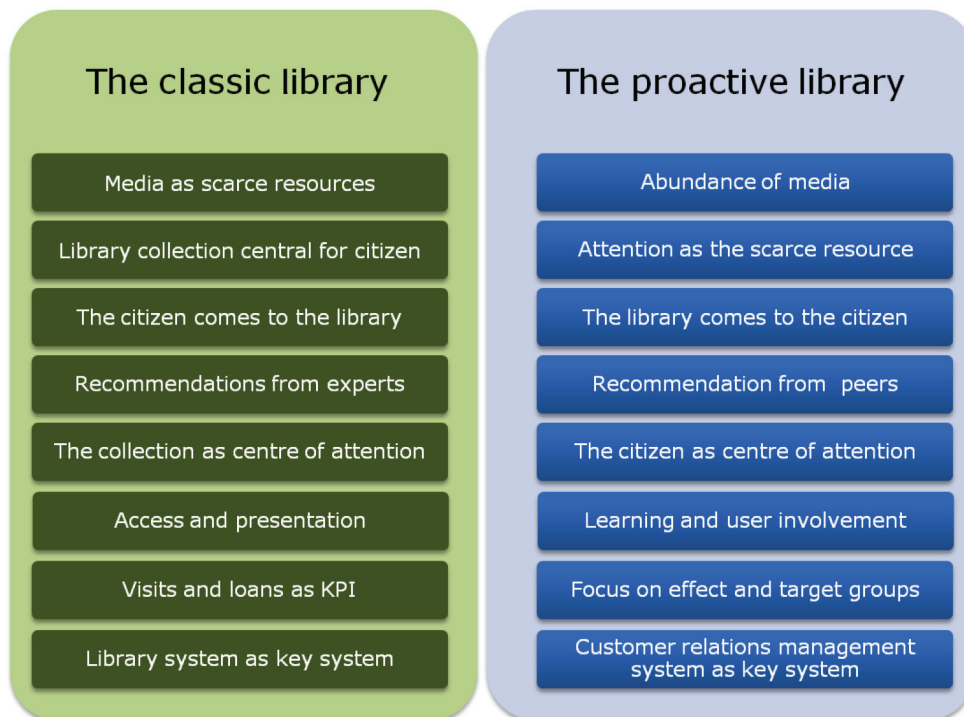 The classic library
Media as scarce resources
Library collection central for citizen
The citizen comes to the library
Recommendations from experts
The collection as centre of attention
Access and presentation
Visits and loans as KPI
Library system as key system
The proactive library
Abundance of media
Attention as the scarce resource
The library comes to the citizen
Recommendation from peers
The citizen as centre of attention
Learning and user involvement
Focus on effect and target groups
Customer relations management
system as key system